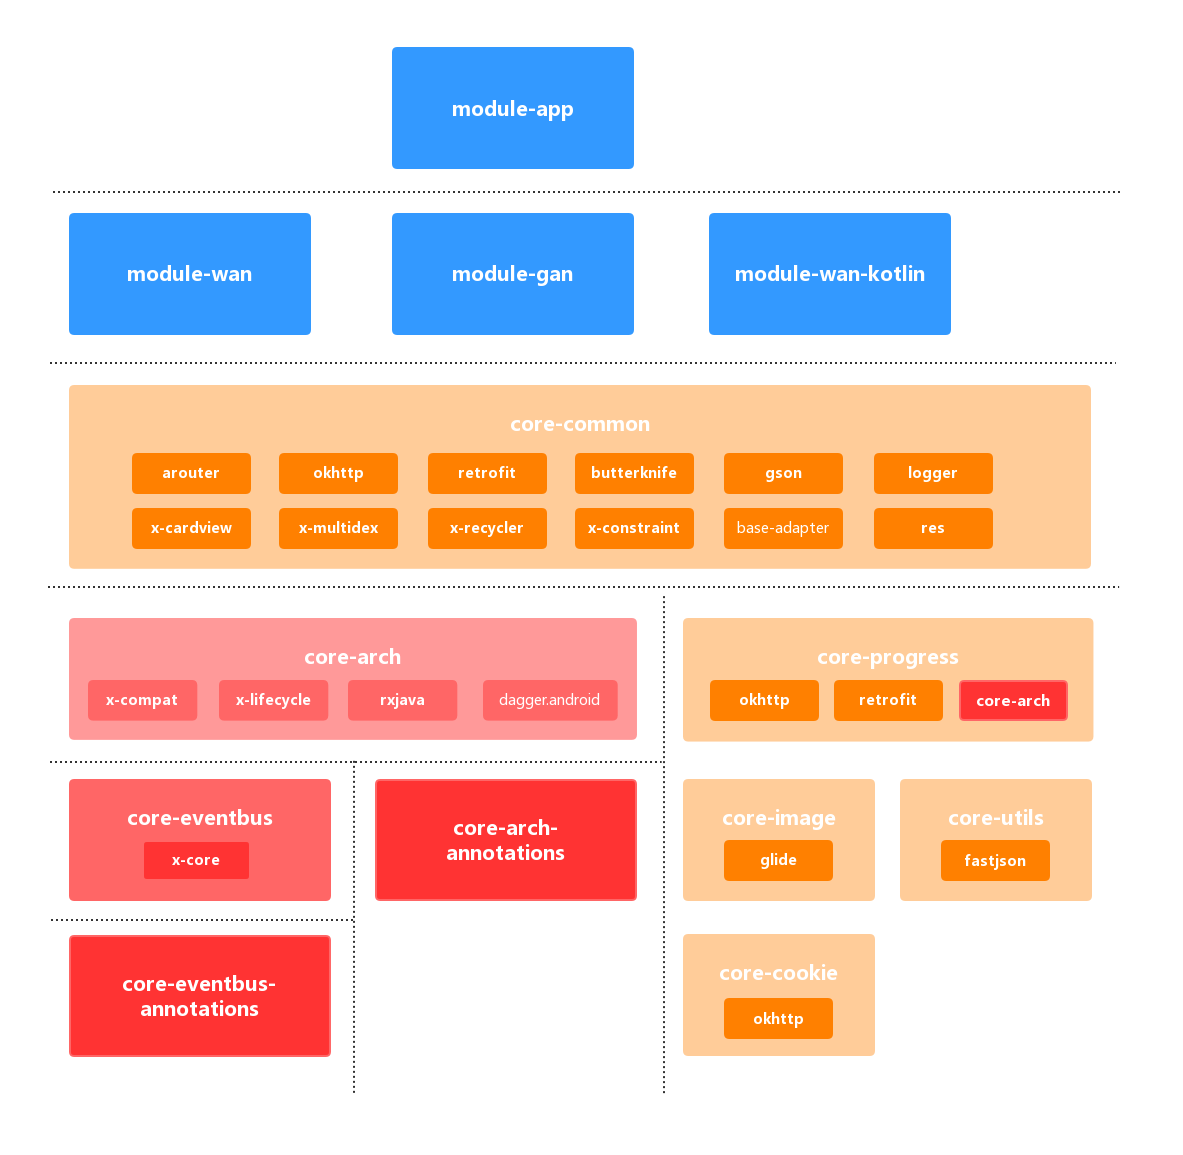 module-app
module-wan
module-gan
module-wan-kotlin
core-common
arouter
okhttp
retrofit
butterknife
gson
logger
x-cardview
x-multidex
x-recycler
x-constraint
base-adapter
res
core-arch
x-compat
x-lifecycle
rxjava
dagger.android
core-progress
okhttp
retrofit
core-arch
core-eventbus
x-core
core-arch-
annotations
core-image
glide
core-utils
fastjson
core-eventbus-
annotations
core-cookie
okhttp